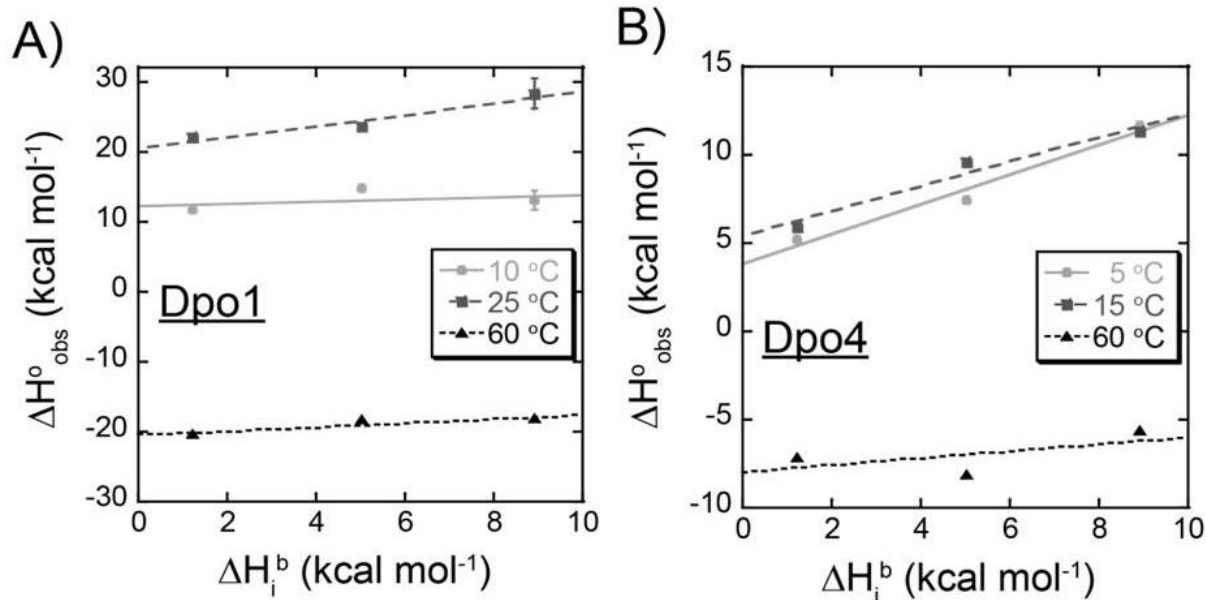 A)
30
20
10
0
-10
-20
-30
ΔH°obs (kcal mol⁻¹)
10 °C
25 °C
60 °C
Dpo1
0 2 4 6 8 10
ΔHᵢᵇ (kcal mol⁻¹)
B)
15
10
5
0
-5
-10
ΔH°obs (kcal mol⁻¹)
5 °C
15 °C
60 °C
Dpo4
0 2 4 6 8 10
ΔHᵢᵇ (kcal mol⁻¹)